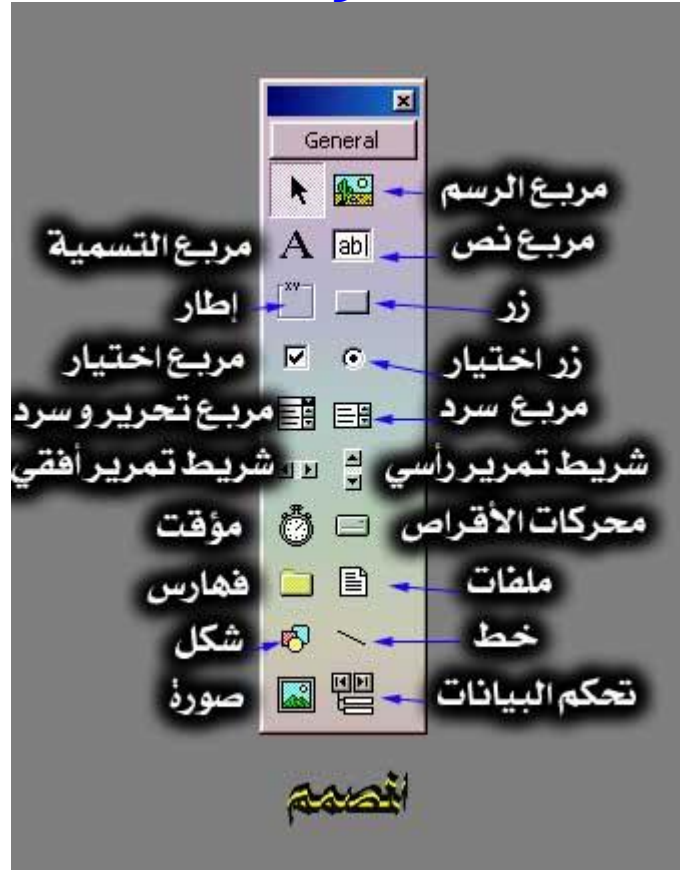 General
مربع الرسم
مربع نص
مربع التسمية
زر
إطار
زر اختيار
مربع اختيار
مربع سرد
مربع تحرير و سرد
شريط تمرير رأسي
شريط تمرير أفقي
محركات الأقراص
مؤقت
ملفات
فهارس
خط
شكل
تحكم البيانات
صورة
المصمم